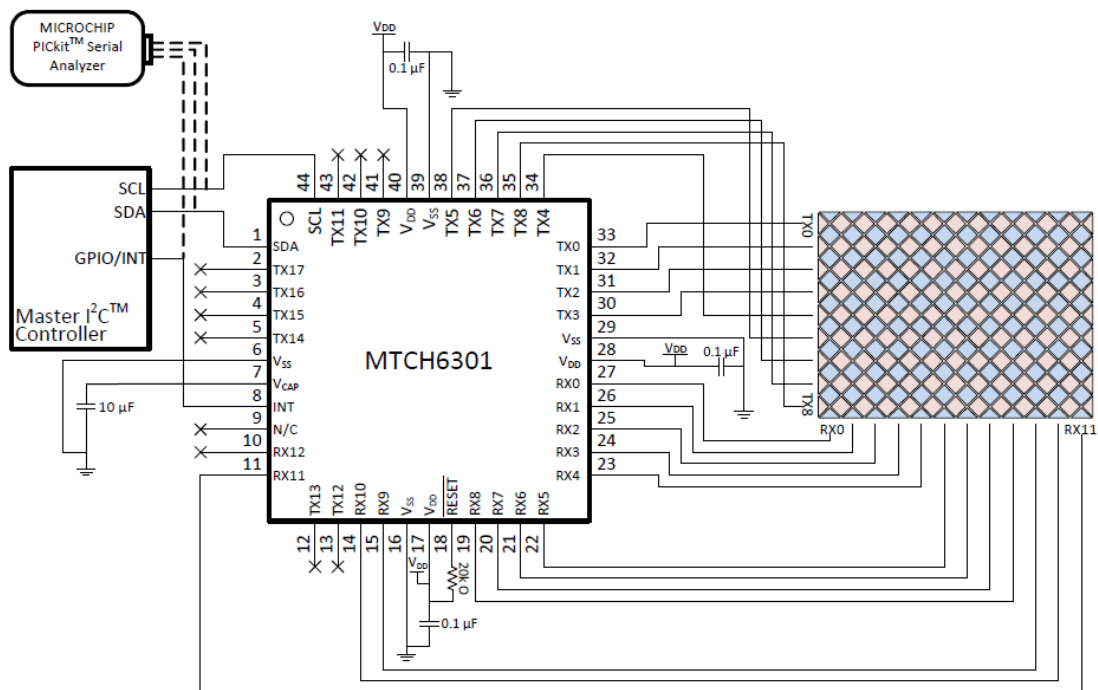 MICROCHIP
PICkit™ Serial
Analyzer
SCL
SDA
GPIO/INT
Master I²C™
Controller
VDD
0.1 µF
44 43 42 41 40 39 38 37 36 35 34
SCL TX11 TX10 TX9 VDD VSS TX5 TX6 TX7 TX8 TX4
1 SDA
2 TX17
3 TX16
4 TX15
5 TX14
6 VSS
7 VCAP
8 INT
9 N/C
10 RX12
11 RX11
10 µF
MTCH6301
TX0 33
TX1 32
TX2 31
TX3 30
VSS 29
VDD 28
RX0 27
RX1 26
RX2 25
RX3 24
RX4 23
VDD
0.1 µF
TX13 TX12 RX10 RX9 VSS VDD RESET RX8 RX7 RX6 RX5
12 13 14 15 16 17 18 19 20 21 22
VDD
20k Ω
0.1 µF
TX0
TX8
RX0
RX11